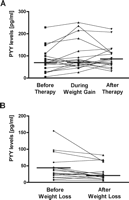 A
PYY levels [pg/ml]
300
250
200
150
100
50
0
Before
Therapy
During
Weight Gain
After
Therapy
B
PYY levels [pg/ml]
200
150
100
50
0
Before
Weight Loss
After
Weight Loss